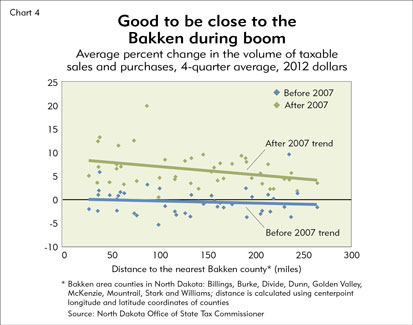 Chart 4
Good to be close to the
Bakken during boom
Average percent change in the volume of taxable
sales and purchases, 4-quarter average, 2012 dollars
25
20
15
10
5
0
-5
-10
Before 2007
After 2007
After 2007 trend
Before 2007 trend
0 50 100 150 200 250 300
Distance to the nearest Bakken county* (miles)
* Bakken area counties in North Dakota: Billings, Burke, Divide, Dunn, Golden Valley,
McKenzie, Mountrail, Stark and Williams; distance is calculated using centerpoint
longitude and latitude coordinates of counties
Source: North Dakota Office of State Tax Commissioner